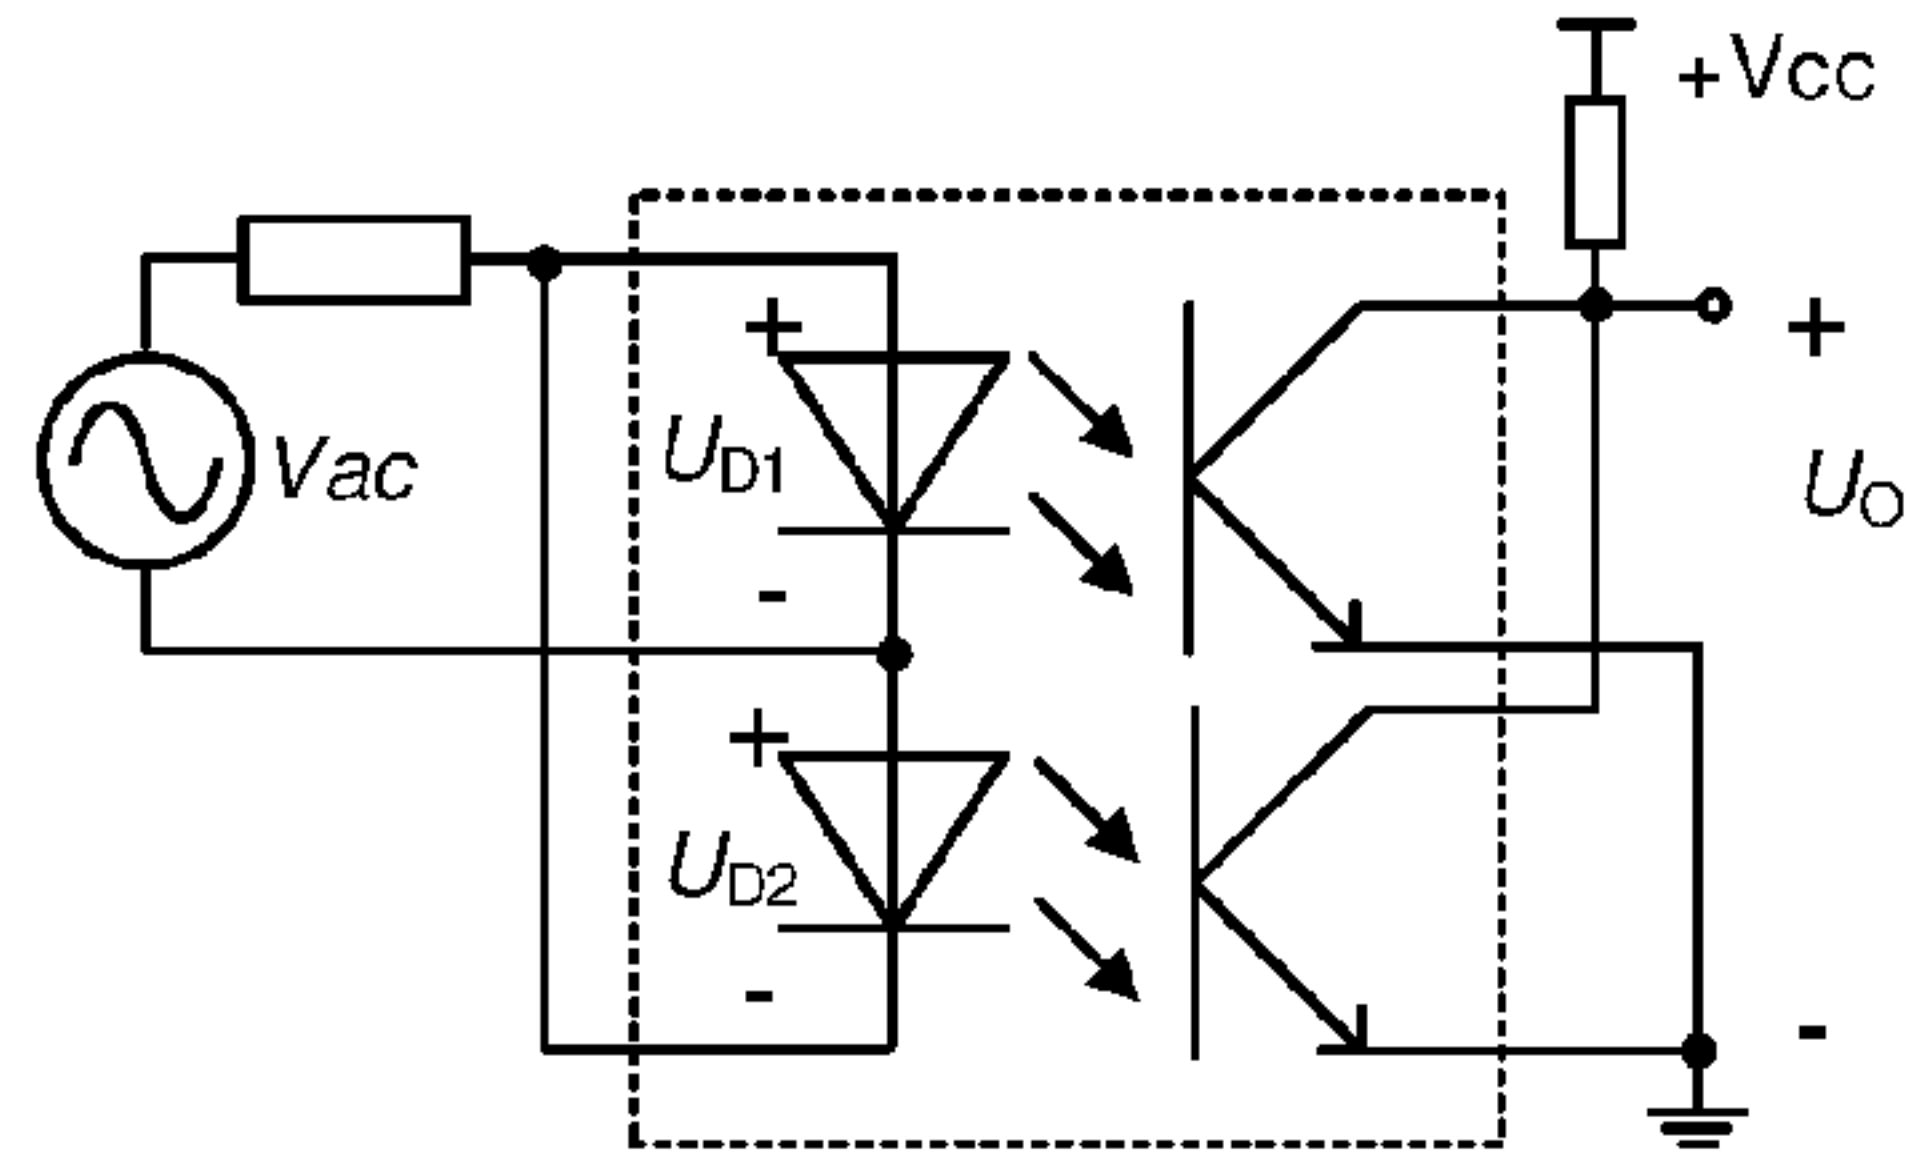 +Vcc
+
+
Vac
U_D1
U_O
-
+
U_D2
-
-